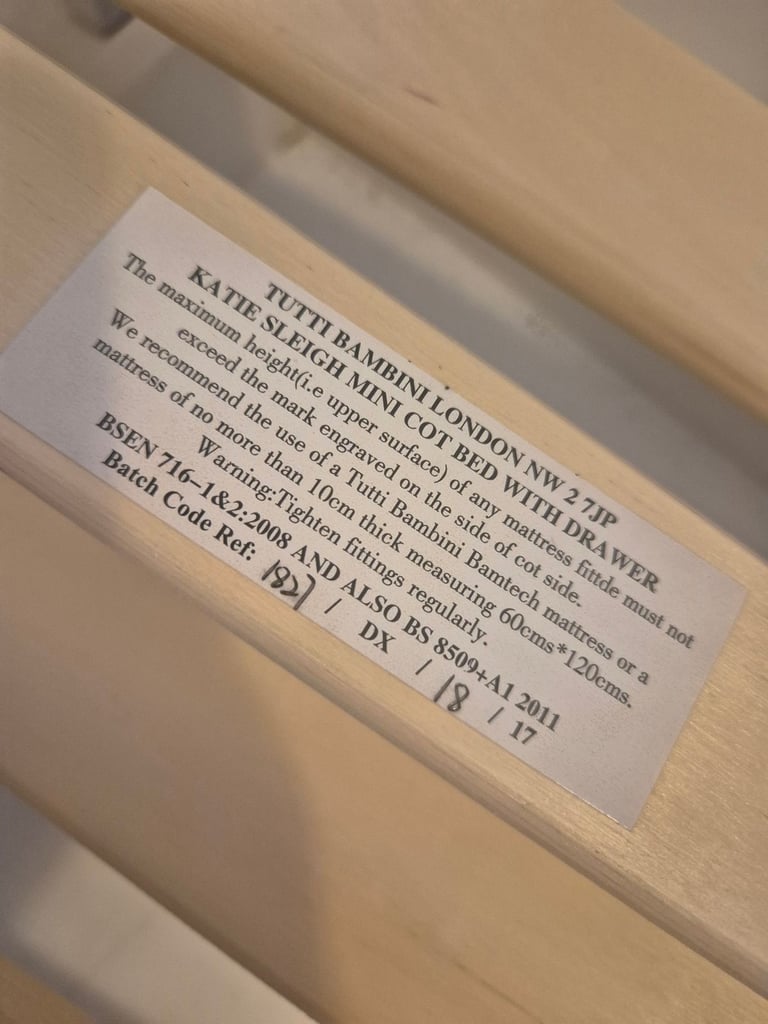 TUTTI BAMBINI LONDON NW 2 7JP
KATIE SLEIGH MINI COT BED WITH DRAWER
The maximum height(i.e upper surface) of any mattress fittde must not
exceed the mark engraved on the side of cot side.
We recommend the use of a Tutti Bambini Bamtech mattress or a
mattress of no more than 10cm thick measuring 60cms*120cms.
Warning:Tighten fittings regularly.
BSEN 716-1&2:2008 AND ALSO BS 8509+A1 2011
Batch Code Ref: 1827 / DX / 18 / 17